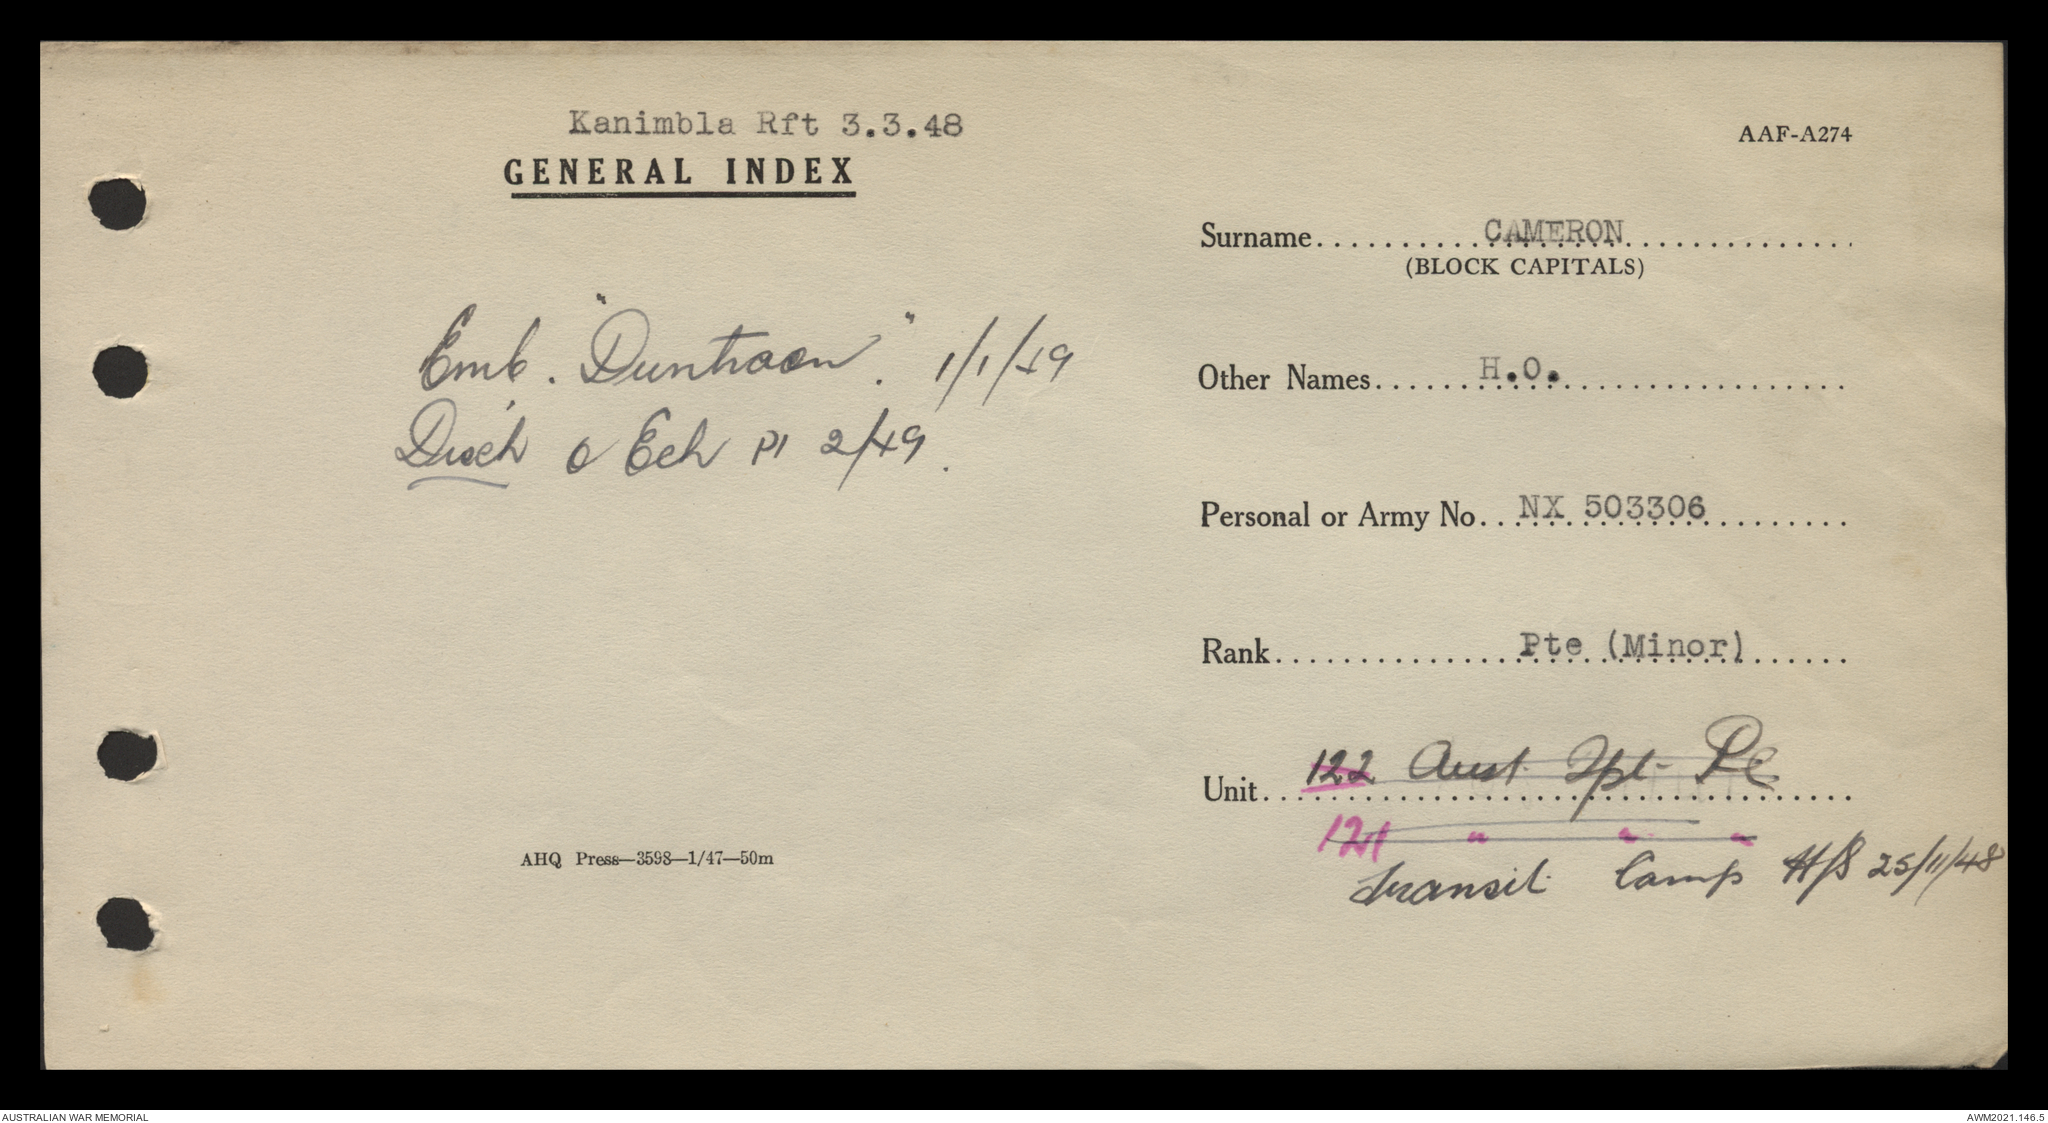 Kanimbla Rft 3.3.48
GENERAL INDEX
AAF-A274
Surname CAMERON
(BLOCK CAPITALS)
Other Names H.O.
Personal or Army No. NX 503306
Rank Pte (Minor)
Unit 122 Aust Tpt Pl
121 " " "
Transit Camp 25/11/48
Emb. "Duntroon". 1/1/49
Disch O Ech P1 2/49.
AHQ Press—3598—1/47—50m
AUSTRALIAN WAR MEMORIAL
AWM2021.146.5